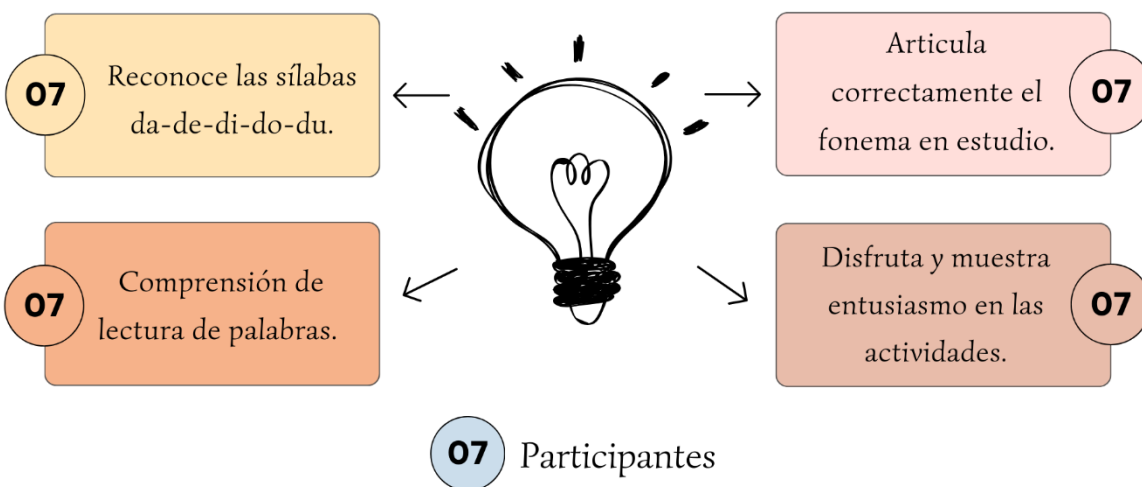 07
Reconoce las sílabas
da-de-di-do-du.
Articula
correctamente el
fonema en estudio.
07
07
Comprensión de
lectura de palabras.
Disfruta y muestra
entusiasmo en las
actividades.
07
07 Participantes